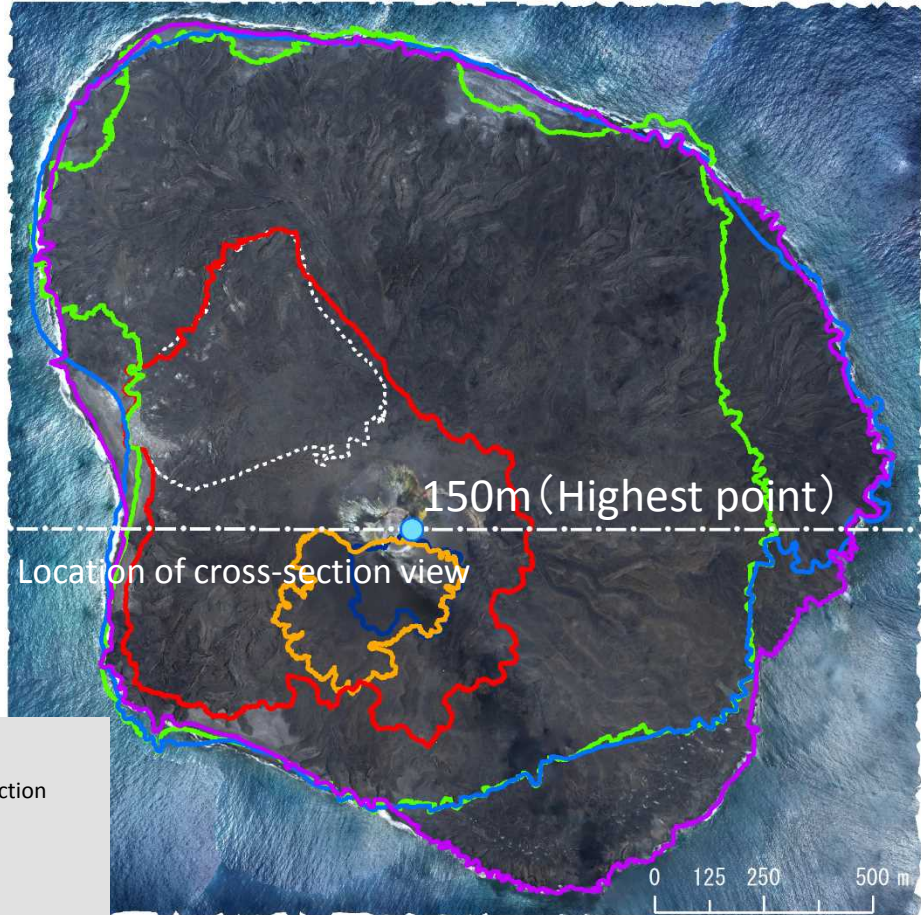 150m（Highest point）
Location of cross-section view
ction
0 125 250 500 m